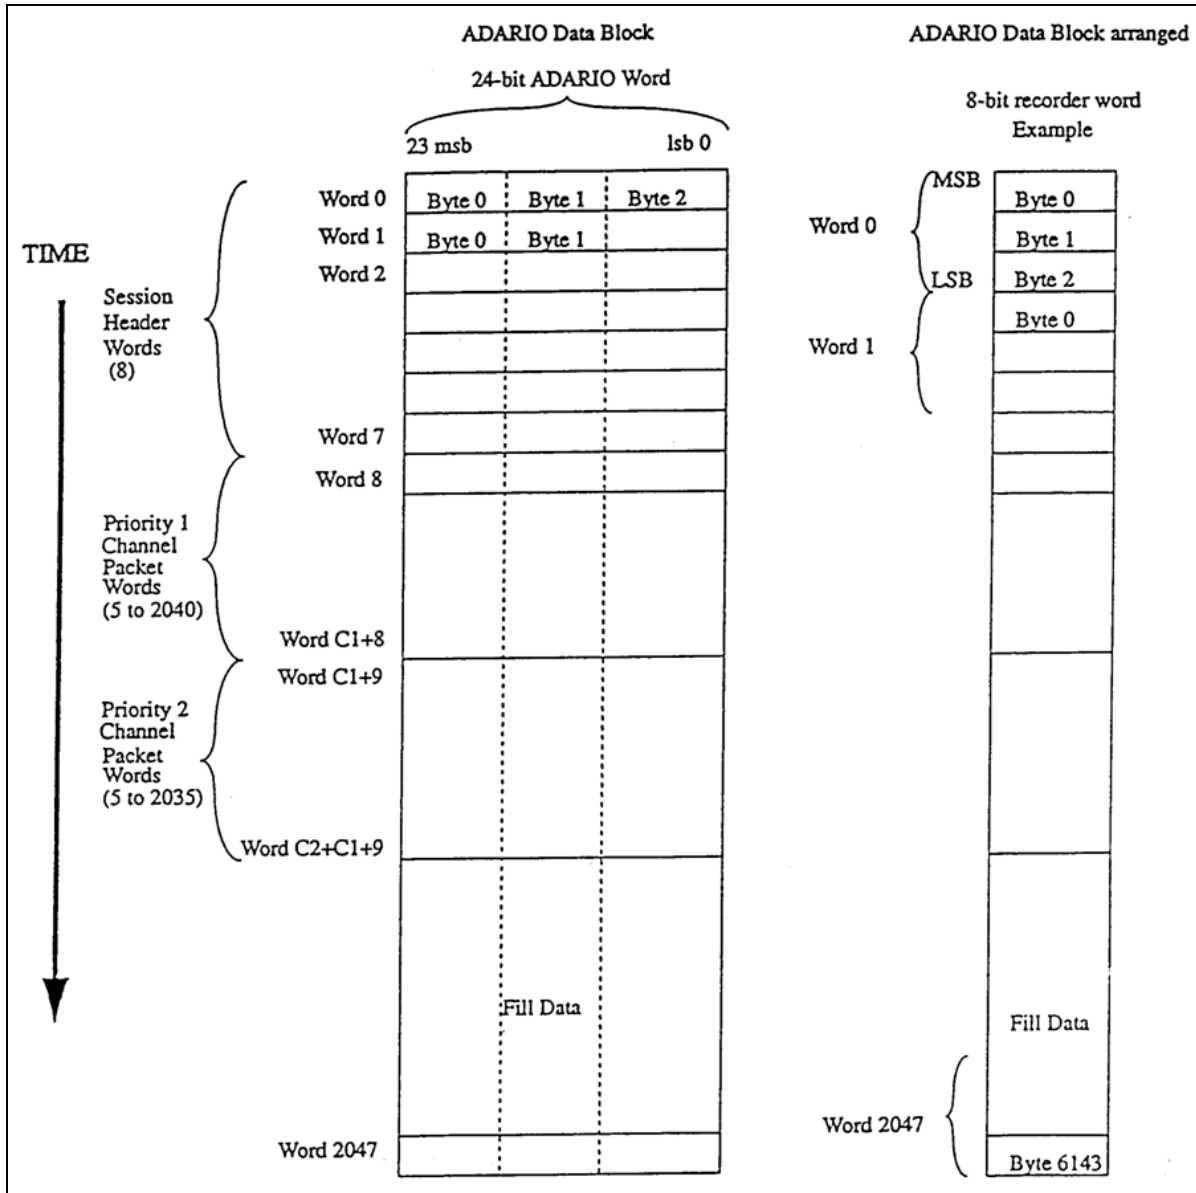 ADARIO Data Block
ADARIO Data Block arranged
24-bit ADARIO Word
8-bit recorder word
Example
23 msb
lsb 0
Word 0
Byte 0
Byte 1
Byte 2
Word 1
Byte 0
Byte 1
Word 2
TIME
Session
Header
Words
(8)
Word 7
Word 8
Priority 1
Channel
Packet
Words
(5 to 2040)
Word C1+8
Word C1+9
Priority 2
Channel
Packet
Words
(5 to 2035)
Word C2+C1+9
Fill Data
Word 2047
MSB
Byte 0
Word 0
Byte 1
LSB
Byte 2
Byte 0
Word 1
Fill Data
Word 2047
Byte 6143